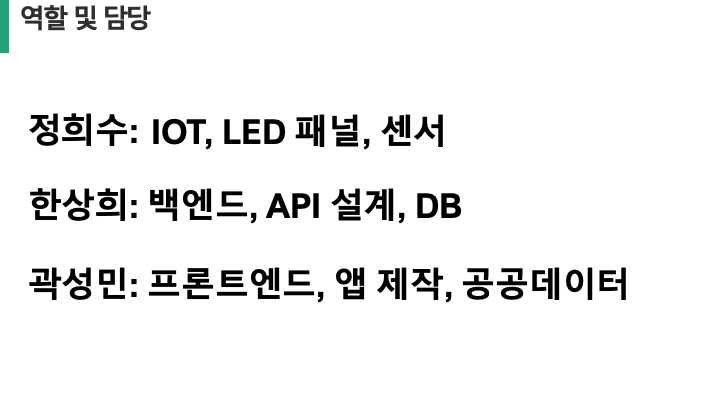 역할 및 담당
정희수: IOT, LED 패널, 센서
한상희: 백엔드, API 설계, DB
곽성민: 프론트엔드, 앱 제작, 공공데이터